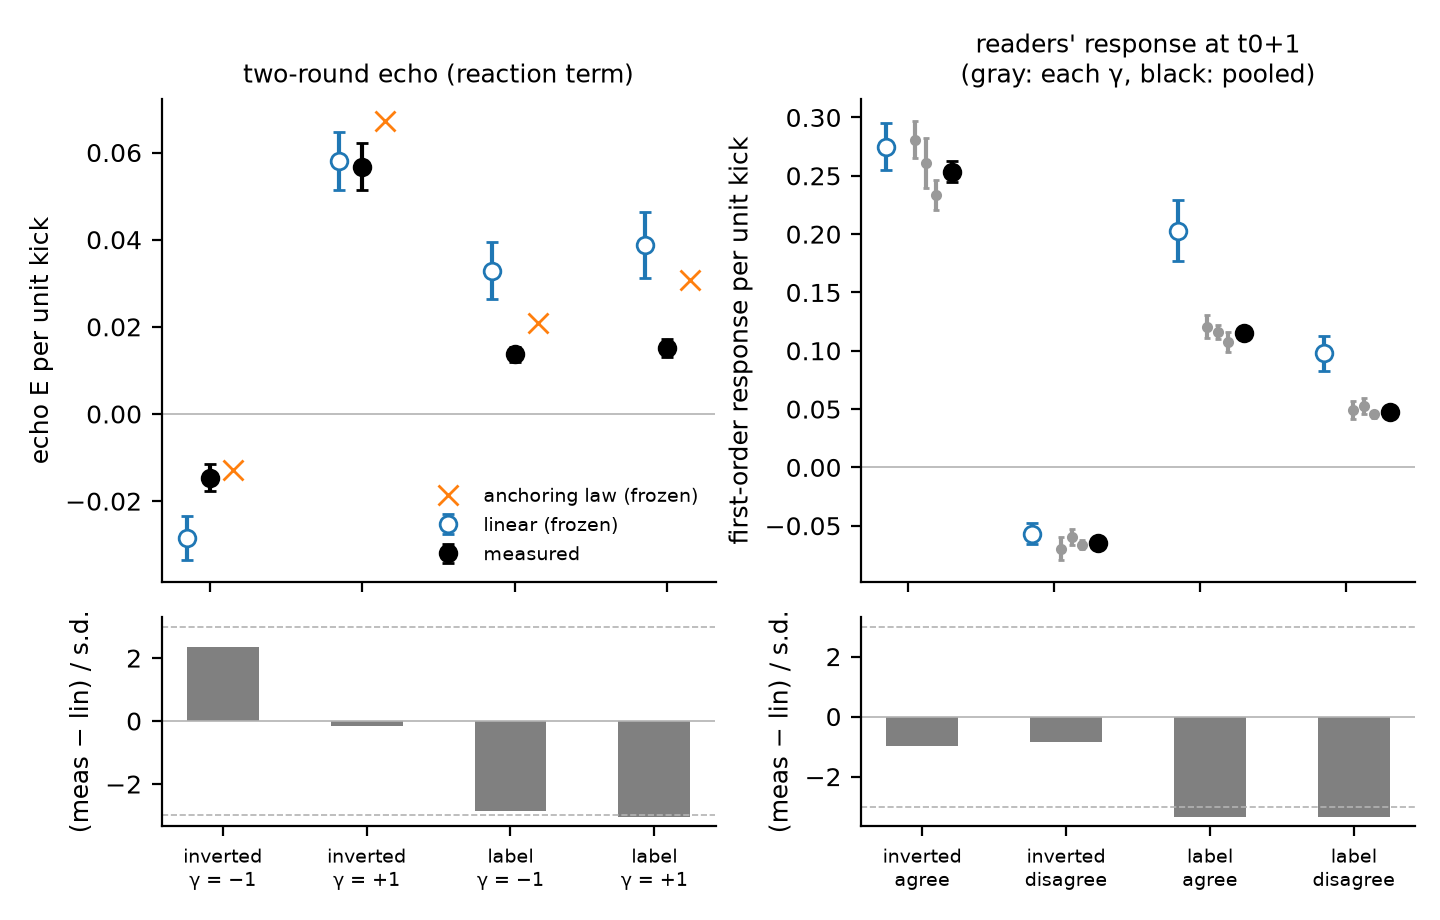 two-round echo (reaction term)
echo E per unit kick
0.06
0.04
0.02
0.00
−0.02
anchoring law (frozen)
linear (frozen)
measured
readers' response at t0+1
(gray: each γ, black: pooled)
first-order response per unit kick
0.30
0.25
0.20
0.15
0.10
0.05
0.00
−0.05
(meas − lin) / s.d.
2
0
−2
inverted
γ = −1
inverted
γ = +1
label
γ = −1
label
γ = +1
(meas − lin) / s.d.
2
0
−2
inverted
agree
inverted
disagree
label
agree
label
disagree